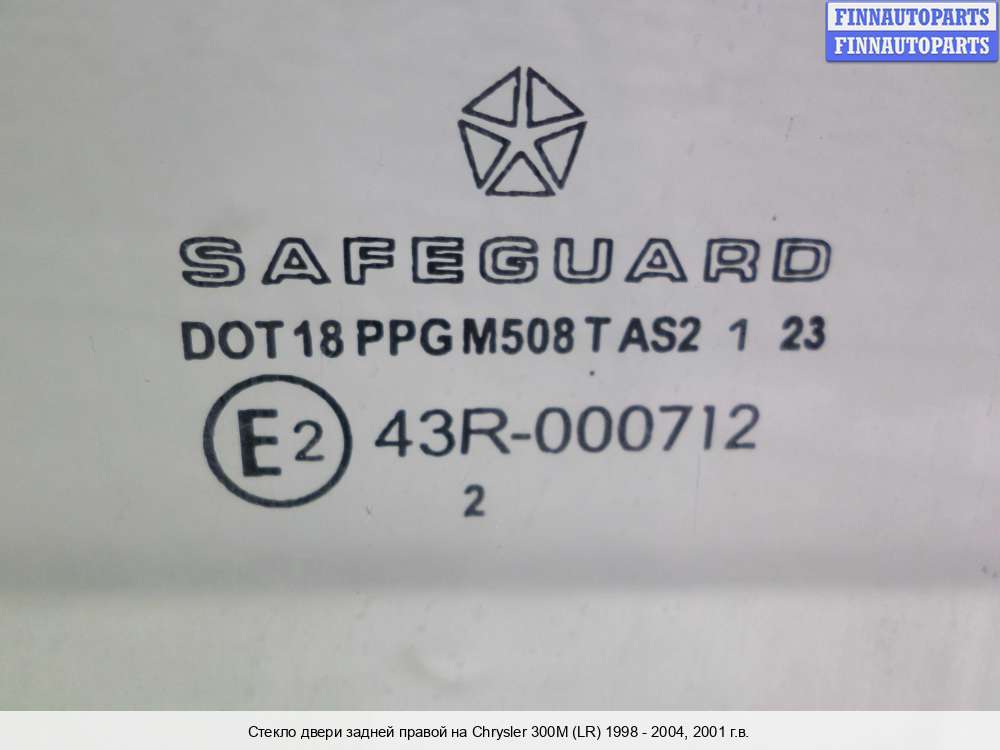 FINNAUTOPARTS
FINNAUTOPARTS
SAFEGUARD
DOT 18 PPG M508 T AS2 1 23
E2 43R-000712
2
Стекло двери задней правой на Chrysler 300M (LR) 1998 - 2004, 2001 г.в.